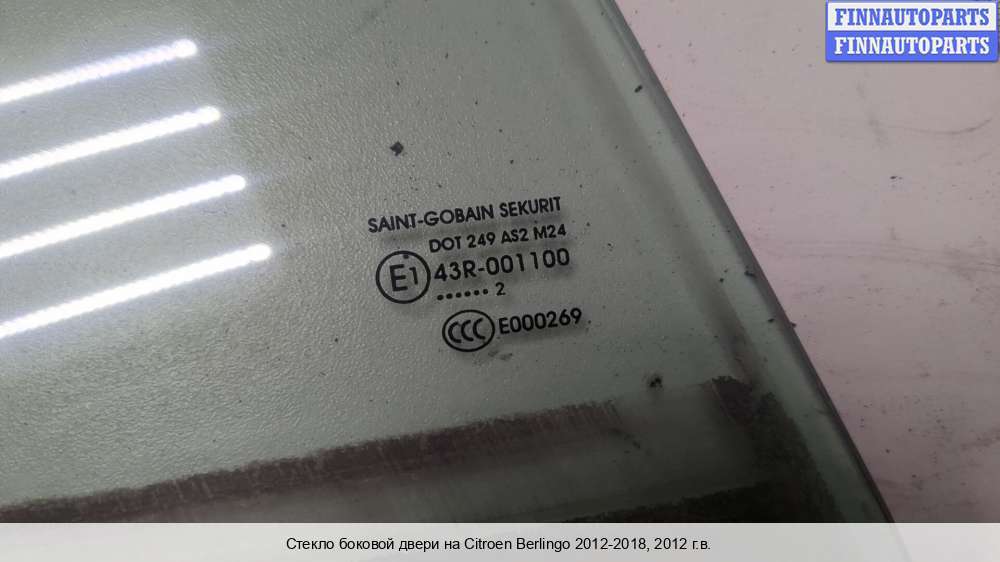 FINNAUTOPARTS
FINNAUTOPARTS
SAINT-GOBAIN SEKURIT
DOT 249 AS2 M24
E1 43R-001100
...... 2
CCC E000269
Стекло боковой двери на Citroen Berlingo 2012-2018, 2012 г.в.